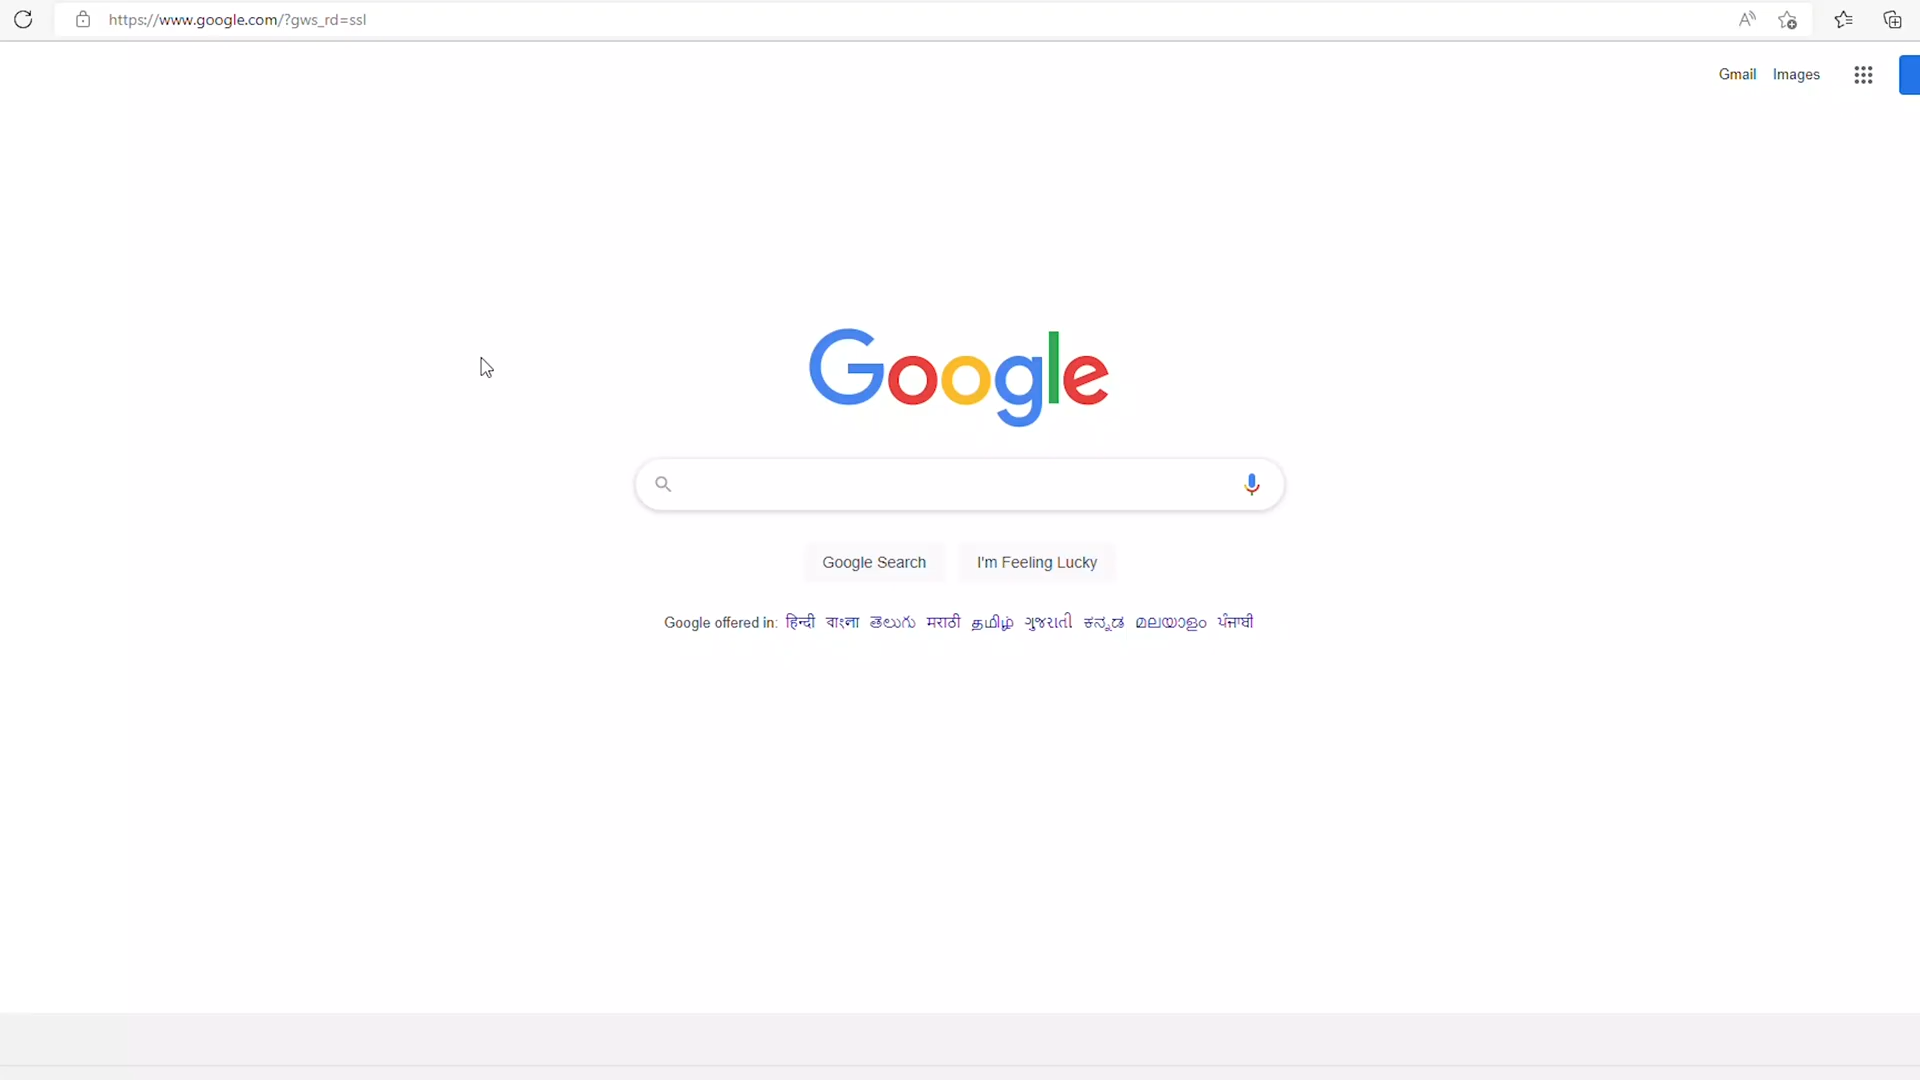 https://www.google.com/?gws_rd=ssl
Gmail Images
Google
Google Search I'm Feeling Lucky
Google offered in: हिन्दी বাংলা తెలుగు मराठी தமிழ் ગુજરાતી ಕನ್ನಡ മലയാളം ਪੰਜਾਬੀ